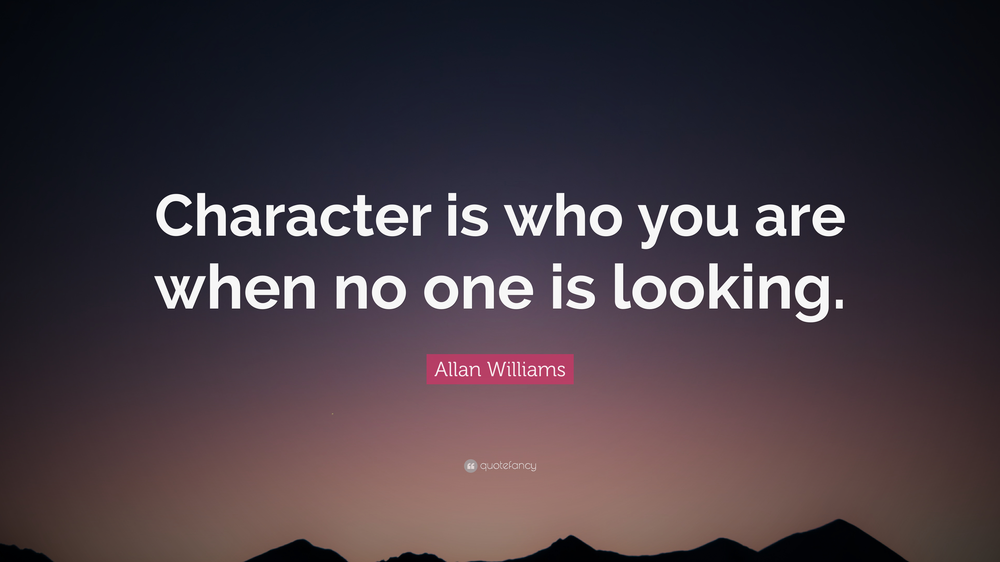 Character is who you are
when no one is looking.
Allan Williams
quotefancy